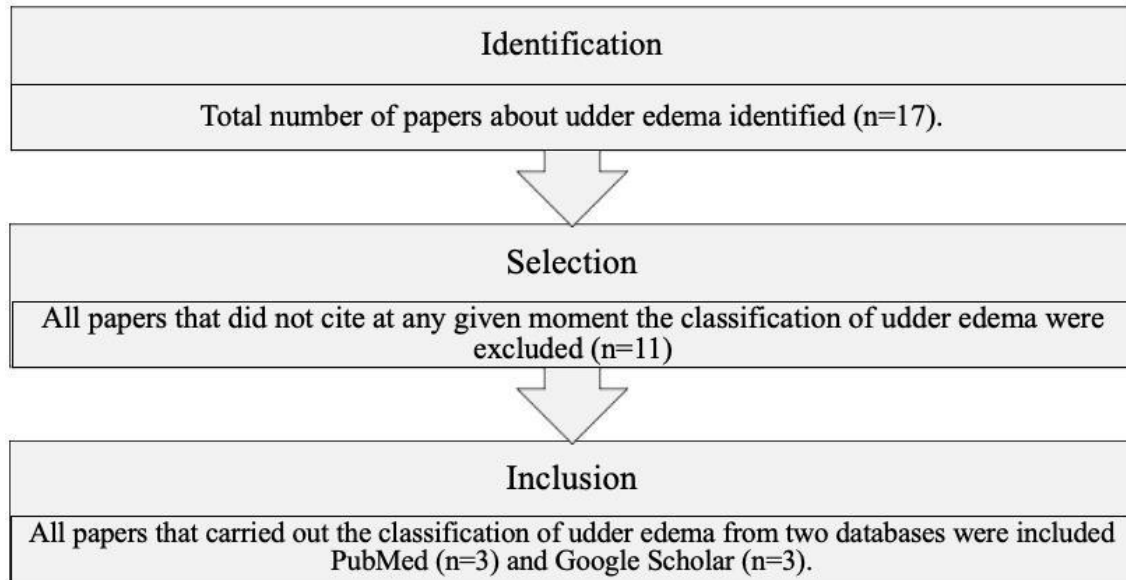 Identification
Total number of papers about udder edema identified (n=17).
Selection
All papers that did not cite at any given moment the classification of udder edema were
excluded (n=11)
Inclusion
All papers that carried out the classification of udder edema from two databases were included
PubMed (n=3) and Google Scholar (n=3).